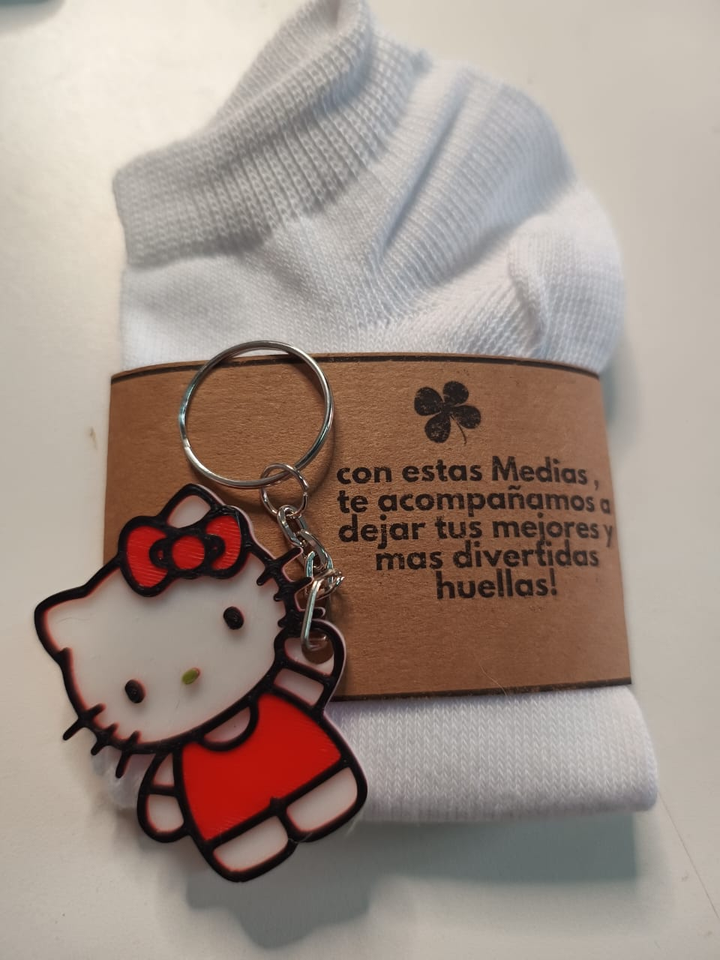 con estas Medias ,
te acompañamos a
dejar tus mejores y
mas divertidas
huellas!